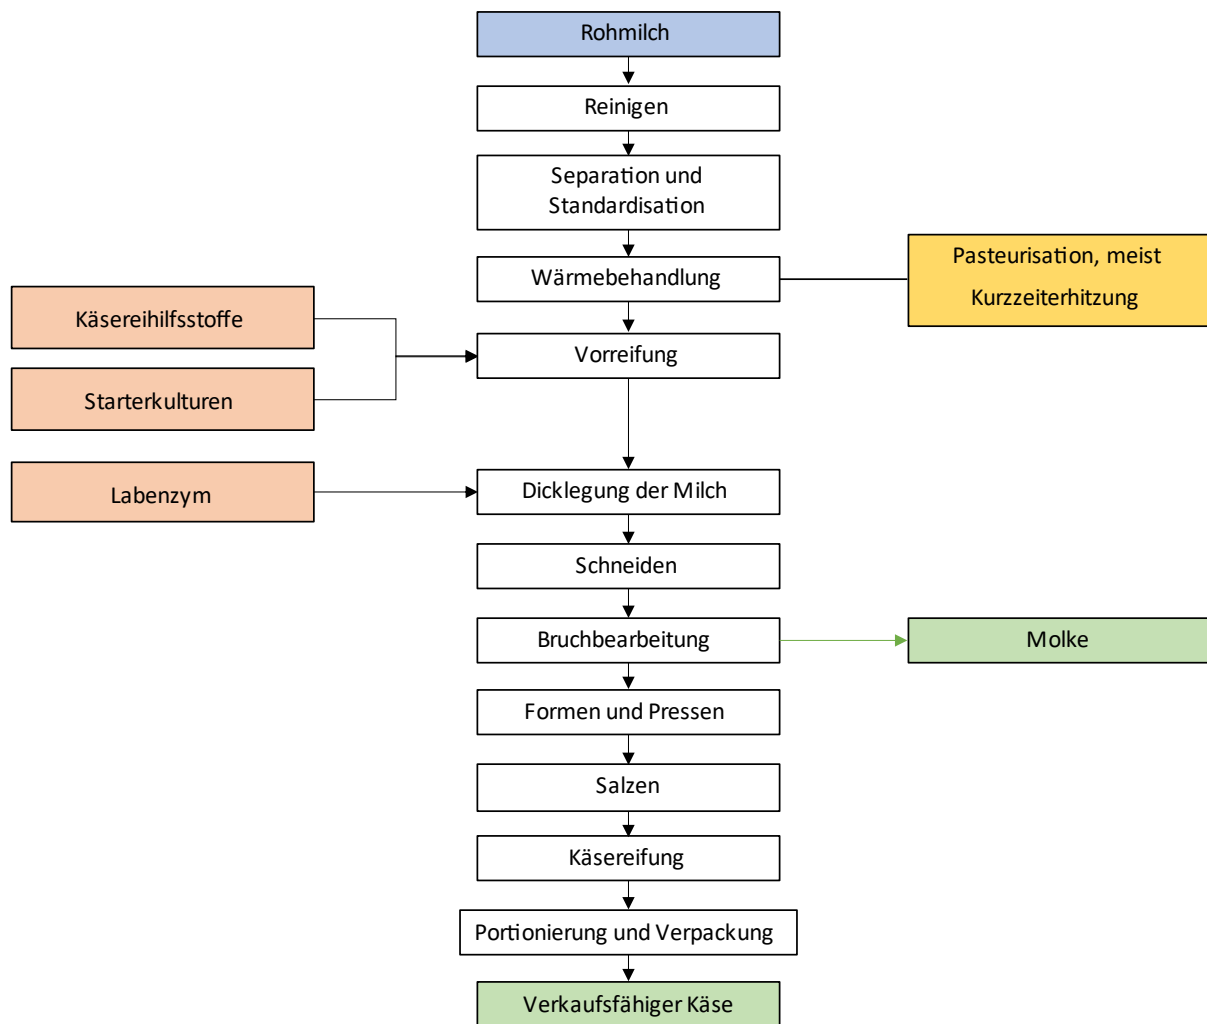 Rohmilch
Reinigen
Separation und
Standardisation
Wärmebehandlung
Pasteurisation, meist
Kurzzeiterhitzung
Käsereihilfsstoffe
Vorreifung
Starterkulturen
Labenzym
Dicklegung der Milch
Schneiden
Bruchbearbeitung
Molke
Formen und Pressen
Salzen
Käsereifung
Portionierung und Verpackung
Verkaufsfähiger Käse